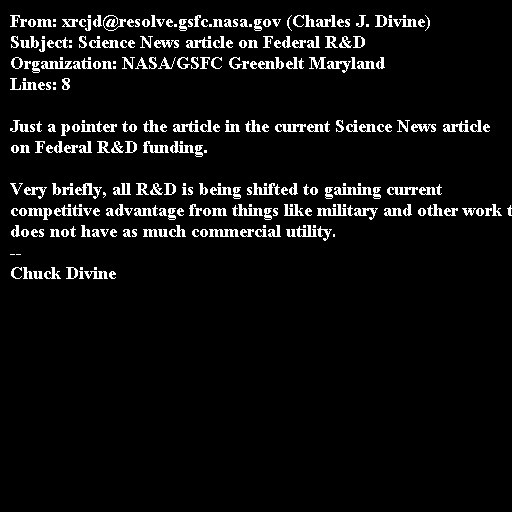 From: xrcjd@resolve.gsfc.nasa.gov (Charles J. Divine)
Subject: Science News article on Federal R&D
Organization: NASA/GSFC Greenbelt Maryland
Lines: 8

Just a pointer to the article in the current Science News article
on Federal R&D funding.

Very briefly, all R&D is being shifted to gaining current
competitive advantage from things like military and other work
does not have as much commercial utility.
--
Chuck Divine